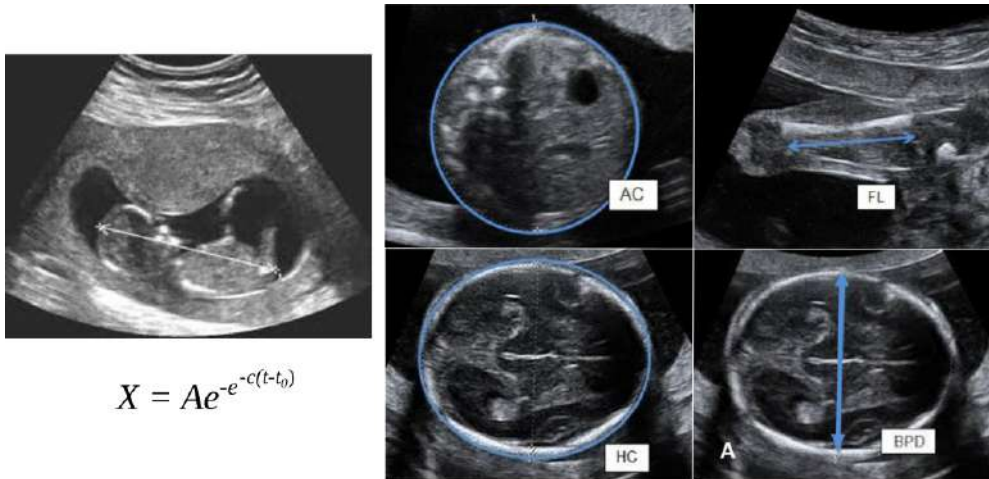 X = Ae^{-e^{-c(t-t_0)}}
AC
FL
HC
A
BPD